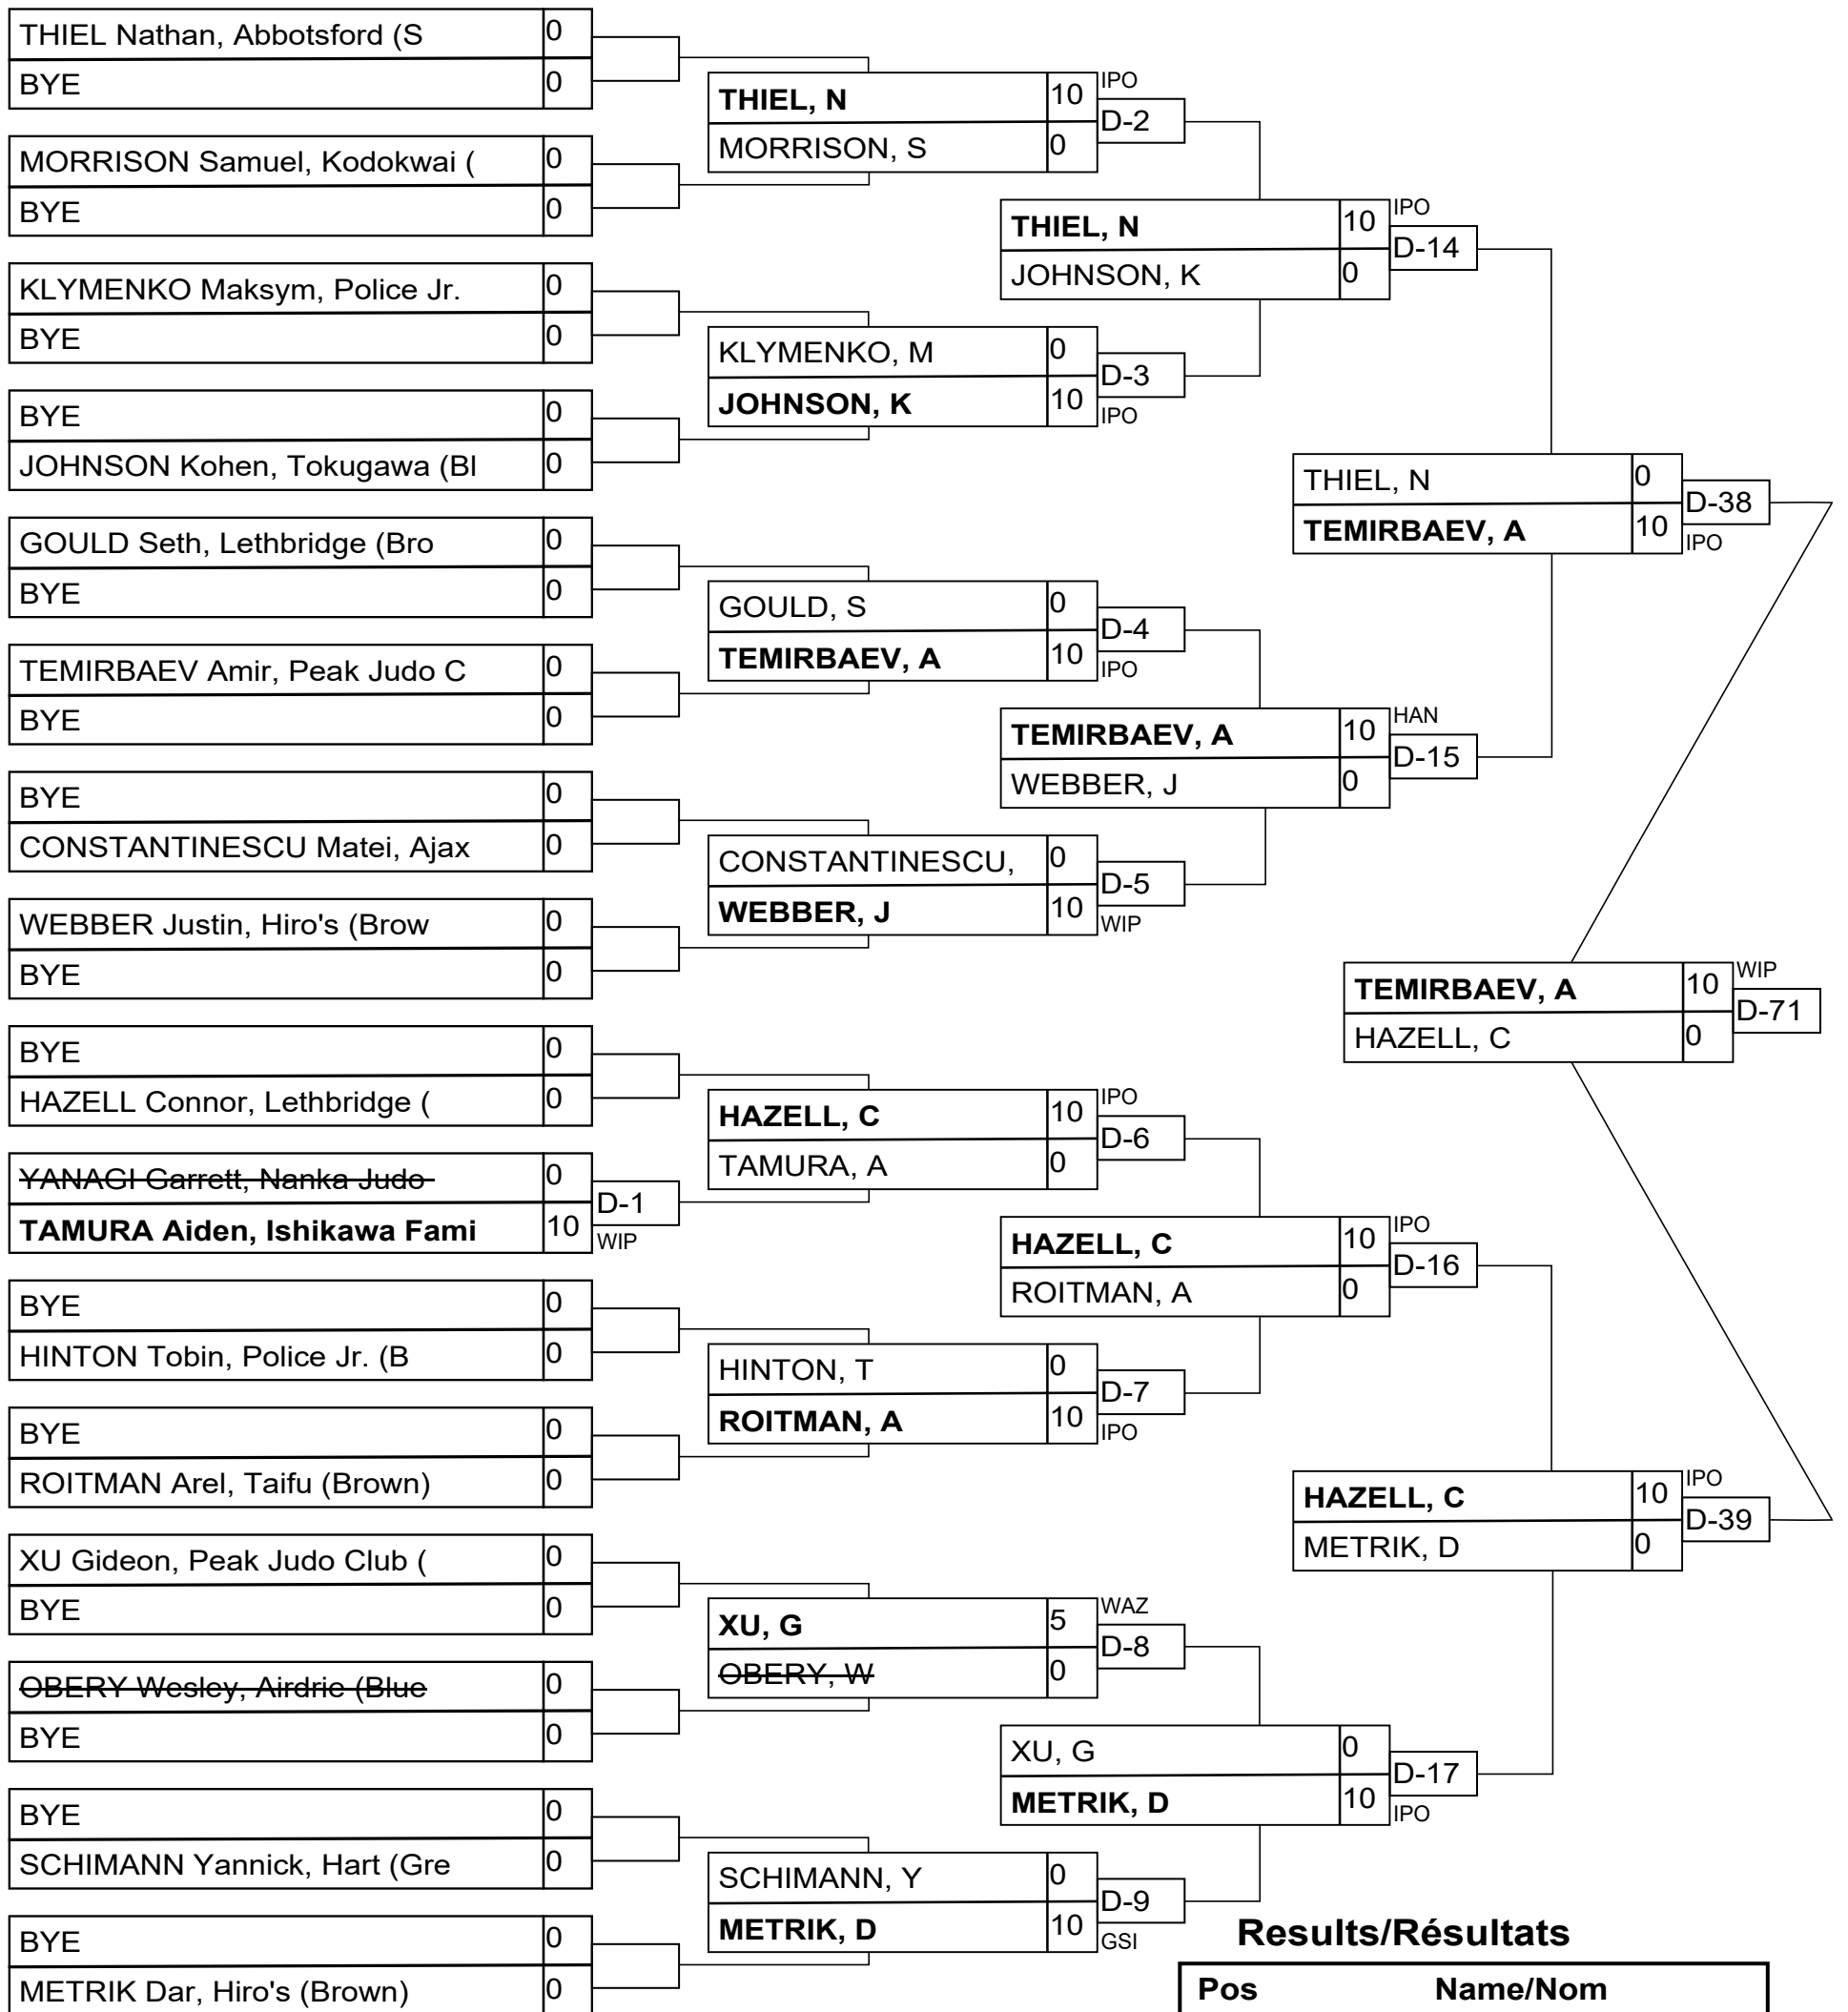 THIEL Nathan, Abbotsford (S 0
BYE 0
MORRISON Samuel, Kodokwai ( 0
BYE 0
KLYMENKO Maksym, Police Jr. 0
BYE 0
BYE 0
JOHNSON Kohen, Tokugawa (Bl 0
GOULD Seth, Lethbridge (Bro 0
BYE 0
TEMIRBAEV Amir, Peak Judo C 0
BYE 0
BYE 0
CONSTANTINESCU Matei, Ajax 0
WEBBER Justin, Hiro's (Brow 0
BYE 0
BYE 0
HAZELL Connor, Lethbridge ( 0
YANAGI Garrett, Nanka Judo 0
D-1
TAMURA Aiden, Ishikawa Fami 10 WIP
BYE 0
HINTON Tobin, Police Jr. (B 0
BYE 0
ROITMAN Arel, Taifu (Brown) 0
XU Gideon, Peak Judo Club ( 0
BYE 0
OBERY Wesley, Airdrie (Blue 0
BYE 0
BYE 0
SCHIMANN Yannick, Hart (Gre 0
BYE 0
METRIK Dar, Hiro's (Brown) 0
THIEL, N 10 IPO
D-2
MORRISON, S 0
KLYMENKO, M 0
D-3
JOHNSON, K 10 IPO
GOULD, S 0
D-4
TEMIRBAEV, A 10 IPO
CONSTANTINESCU, 0
D-5
WEBBER, J 10 WIP
HAZELL, C 10 IPO
D-6
TAMURA, A 0
HINTON, T 0
D-7
ROITMAN, A 10 IPO
XU, G 5 WAZ
D-8
OBERY, W 0
SCHIMANN, Y 0
D-9
METRIK, D 10 GSI
THIEL, N 10 IPO
D-14
JOHNSON, K 0
TEMIRBAEV, A 10 HAN
D-15
WEBBER, J 0
HAZELL, C 10 IPO
D-16
ROITMAN, A 0
XU, G 0
D-17
METRIK, D 10 IPO
THIEL, N 0
D-38
TEMIRBAEV, A 10 IPO
HAZELL, C 10 IPO
D-39
METRIK, D 0
TEMIRBAEV, A 10 WIP
D-71
HAZELL, C 0
Results/Résultats
Pos Name/Nom